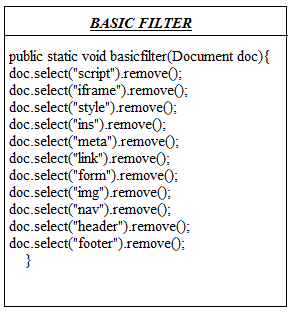 BASIC FILTER
public static void basicfilter(Document doc){
doc.select("script").remove();
doc.select("iframe").remove();
doc.select("style").remove();
doc.select("ins").remove();
doc.select("meta").remove();
doc.select("link").remove();
doc.select("form").remove();
doc.select("img").remove();
doc.select("nav").remove();
doc.select("header").remove();
doc.select("footer").remove();
}